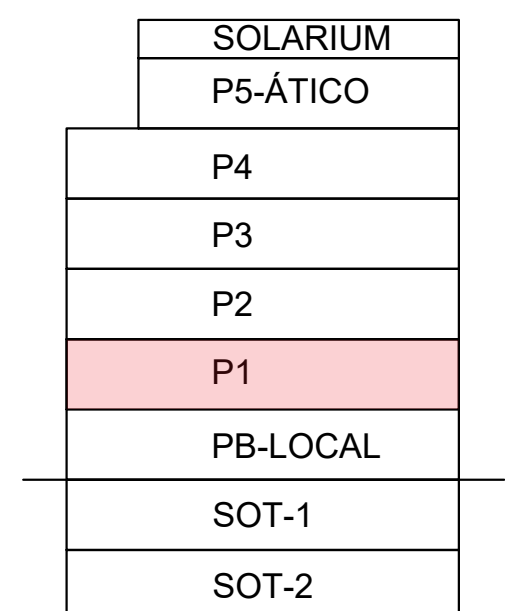 SOLARIUM
P5-ÁTICO
P4
P3
P2
P1
PB-LOCAL
SOT-1
SOT-2